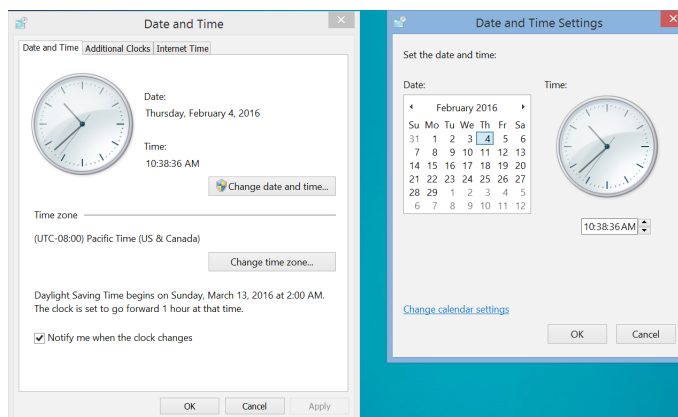 Date and Time
Date and Time Additional Clocks Internet Time
Date:
Thursday, February 4, 2016
Time:
10:38:36 AM
Change date and time...
Time zone
(UTC-08:00) Pacific Time (US & Canada)
Change time zone...
Daylight Saving Time begins on Sunday, March 13, 2016 at 2:00 AM.
The clock is set to go forward 1 hour at that time.
Notify me when the clock changes
OK Cancel Apply
Date and Time Settings
Set the date and time:
Date:
February 2016
Su Mo Tu We Th Fr Sa
31 1 2 3 4 5 6
7 8 9 10 11 12 13
14 15 16 17 18 19 20
21 22 23 24 25 26 27
28 29 1 2 3 4 5
6 7 8 9 10 11 12
Time:
10:38:36 AM
Change calendar settings
OK Cancel